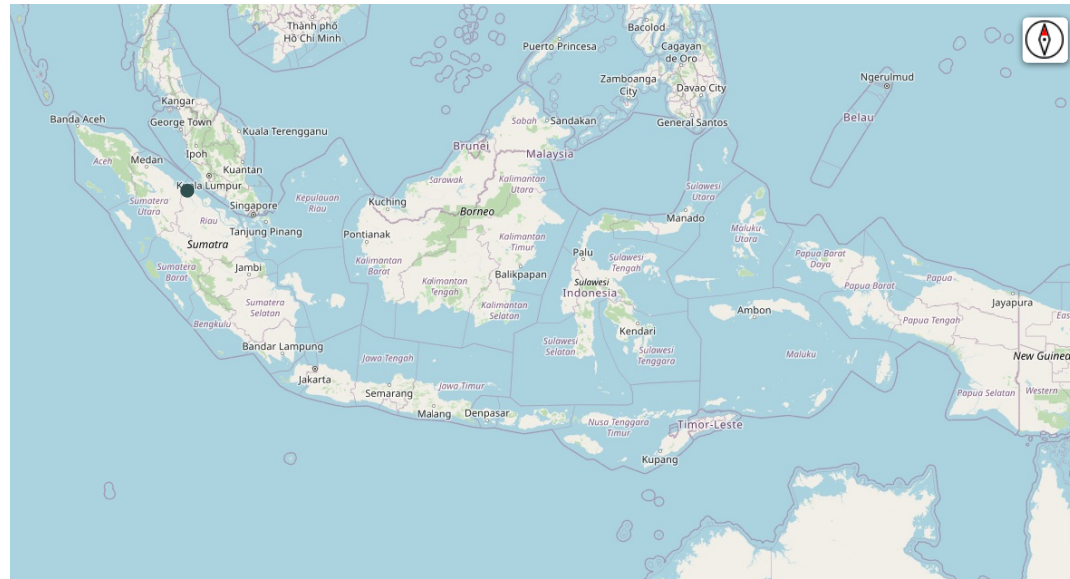 Thành phố
Hồ Chí Minh
Bacolod
Puerto Princesa
Cagayan
de Oro
Zamboanga
City
Davao City
Ngerulmud
Kangar
Banda Aceh
George Town
Kuala Terengganu
Sabah
Sandakan
General Santos
Belau
Aceh
Medan
Ipoh
Kuantan
Brunei
Malaysia
Kuala Lumpur
Sarawak
Kalimantan
Utara
Sulawesi
Utara
Sumatera
Utara
Riau
Singapore
Kepulauan
Riau
Kuching
Borneo
Manado
Tanjung Pinang
Pontianak
Maluku
Utara
Sumatra
Kalimantan
Timur
Palu
Sulawesi
Tengah
Papua Barat
Daya
Sumatera
Barat
Jambi
Kalimantan
Barat
Balikpapan
Kalimantan
Tengah
Sulawesi
Indonesia
Papua
Papua Barat
Jayapura
Sumatera
Selatan
Kalimantan
Selatan
Ambon
Papua Tengah
Bengkulu
Kendari
Bandar Lampung
Sulawesi
Selatan
Sulawesi
Tenggara
Jawa Tengah
Maluku
New Guinea
Jakarta
Semarang
Jawa Timur
Papua Selatan
Western
Malang
Denpasar
Nusa Tenggara
Timur
Timor-Leste
Kupang